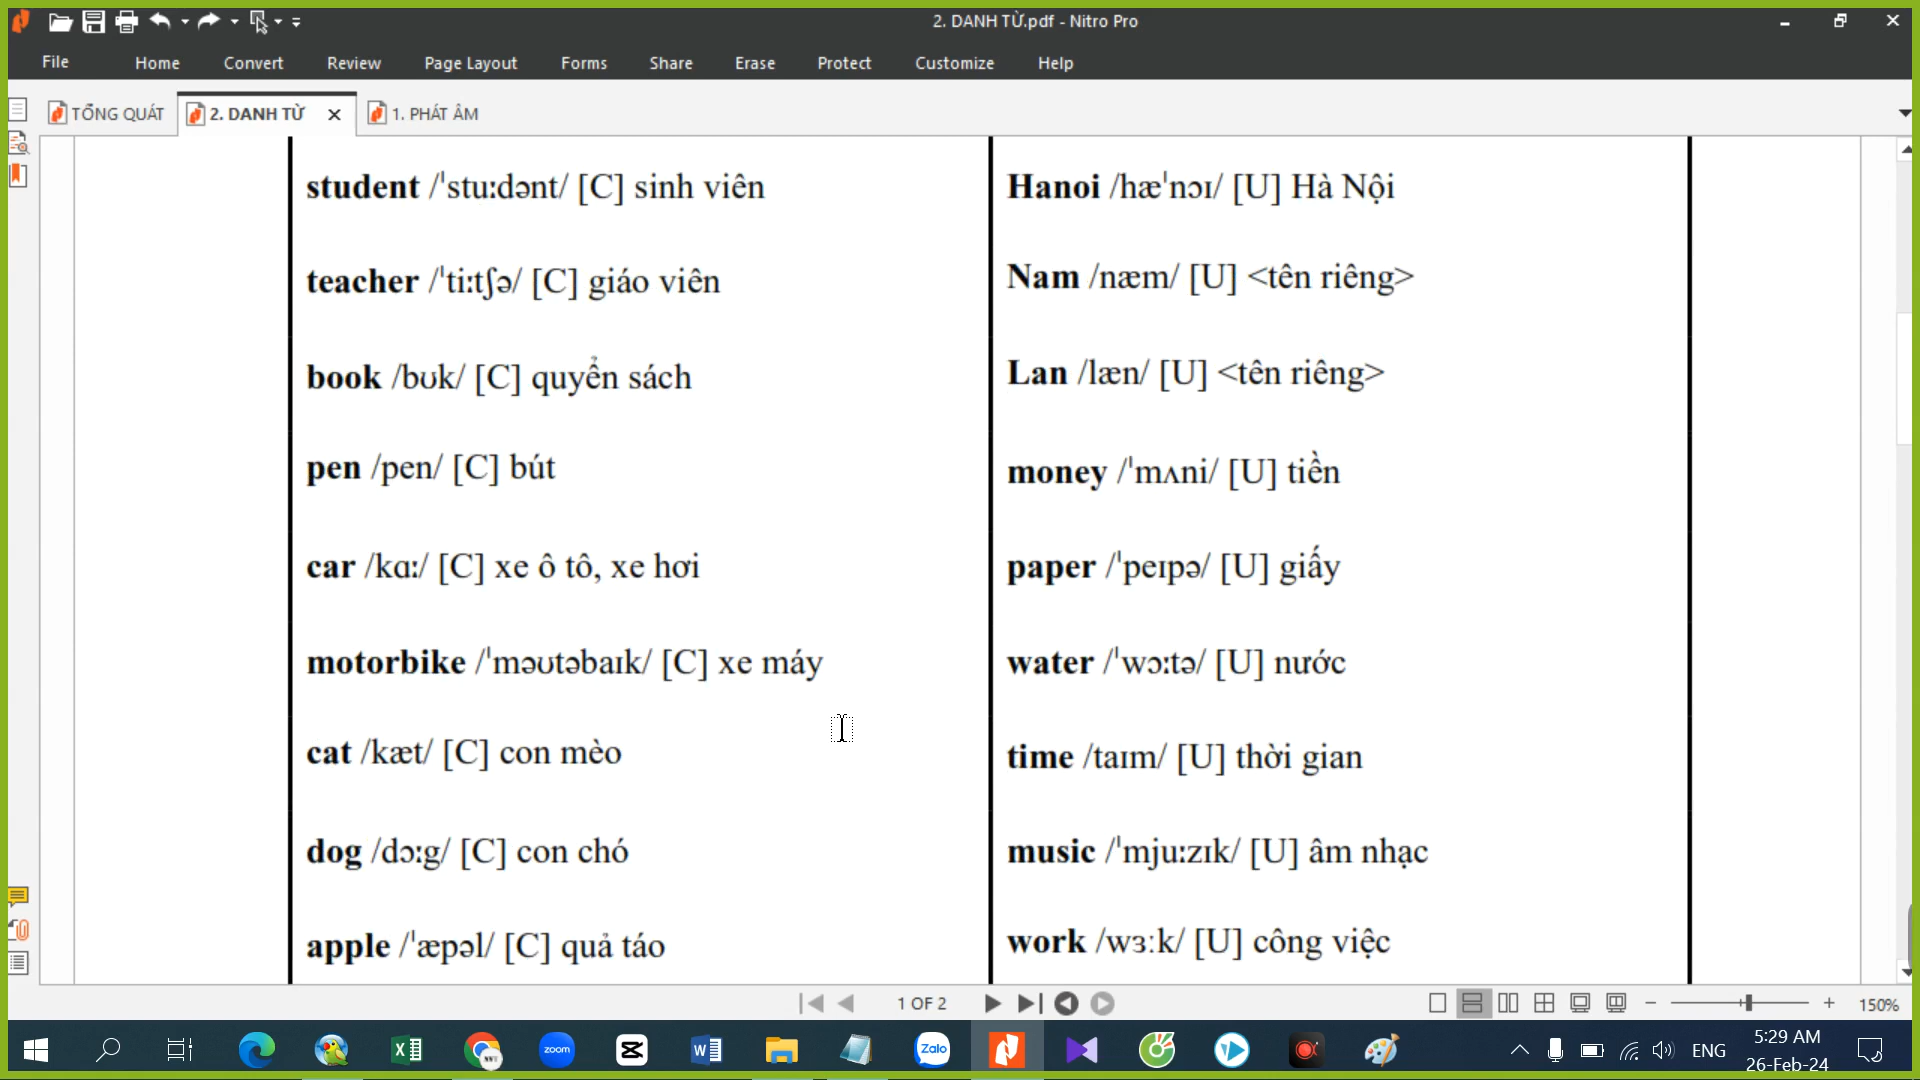 2. DANH TỪ.pdf - Nitro Pro
File Home Convert Review Page Layout Forms Share Erase Protect Customize Help
TỔNG QUÁT 2. DANH TỪ 1. PHÁT ÂM
student /ˈstuːdənt/ [C] sinh viên
teacher /ˈtiːtʃə/ [C] giáo viên
book /bʊk/ [C] quyển sách
pen /pen/ [C] bút
car /kɑː/ [C] xe ô tô, xe hơi
motorbike /ˈməʊtəbaɪk/ [C] xe máy
cat /kæt/ [C] con mèo
dog /dɔːg/ [C] con chó
apple /ˈæpəl/ [C] quả táo
Hanoi /hæˈnɔɪ/ [U] Hà Nội
Nam /næm/ [U] <tên riêng>
Lan /læn/ [U] <tên riêng>
money /ˈmʌni/ [U] tiền
paper /ˈpeɪpə/ [U] giấy
water /ˈwɔːtə/ [U] nước
time /taɪm/ [U] thời gian
music /ˈmjuːzɪk/ [U] âm nhạc
work /wɜːk/ [U] công việc
1 OF 2
150%
zoom
Zalo
ENG
5:29 AM
26-Feb-24